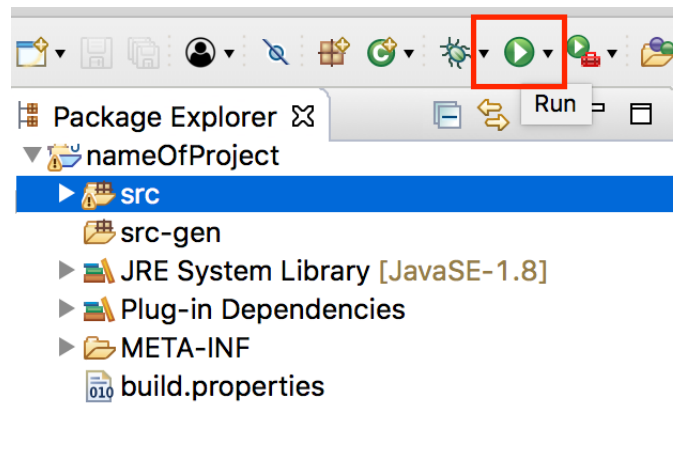 Package Explorer
Run
nameOfProject
src
src-gen
JRE System Library [JavaSE-1.8]
Plug-in Dependencies
META-INF
010
build.properties